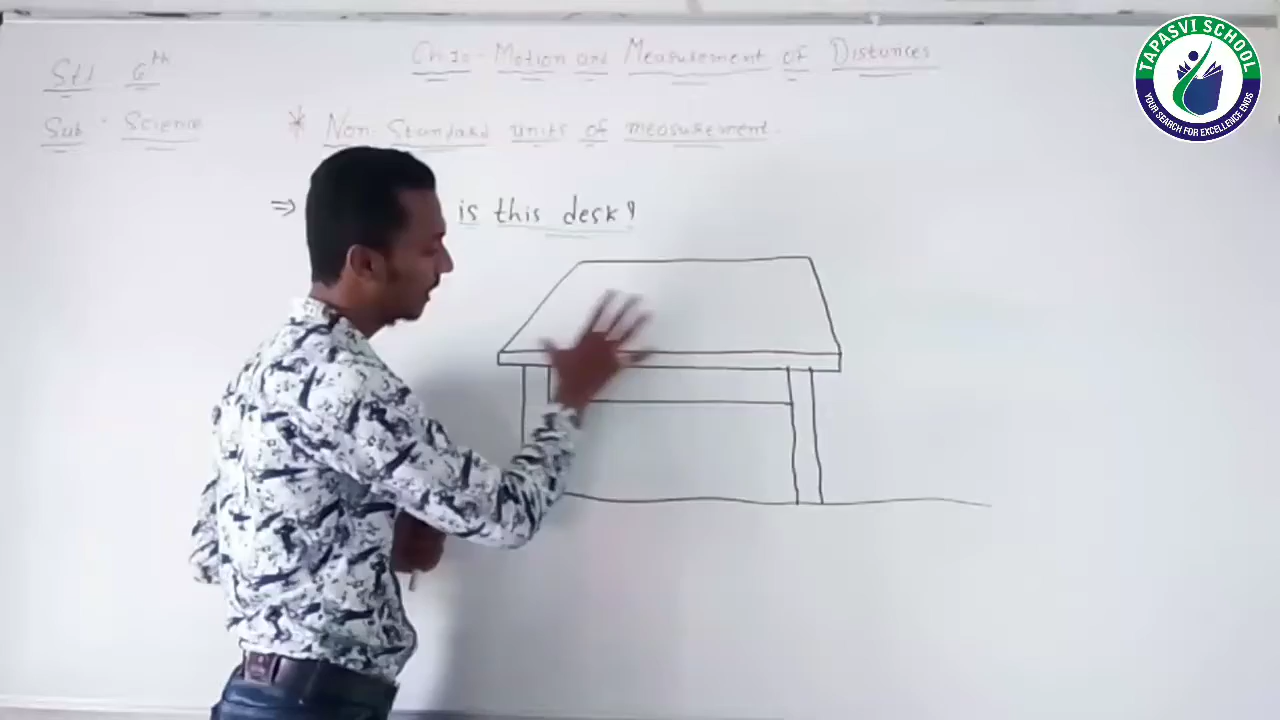 Std 6th
Sub : Science
Ch 10 - Motion and Measurement of Distances
* Non-Standard units of measurement.
⇒ is this desk?
TAPASVI SCHOOL
YOUR SEARCH FOR EXCELLENCE ENDS